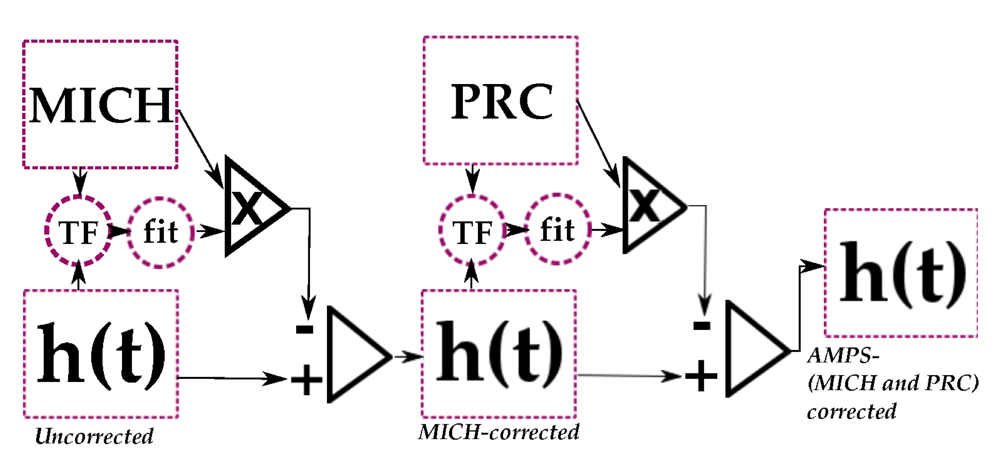 MICH
PRC
X
X
TF
fit
TF
fit
h(t)
-
-
h(t)
h(t)
+
+
AMPS-
(MICH and PRC)
corrected
Uncorrected
MICH-corrected